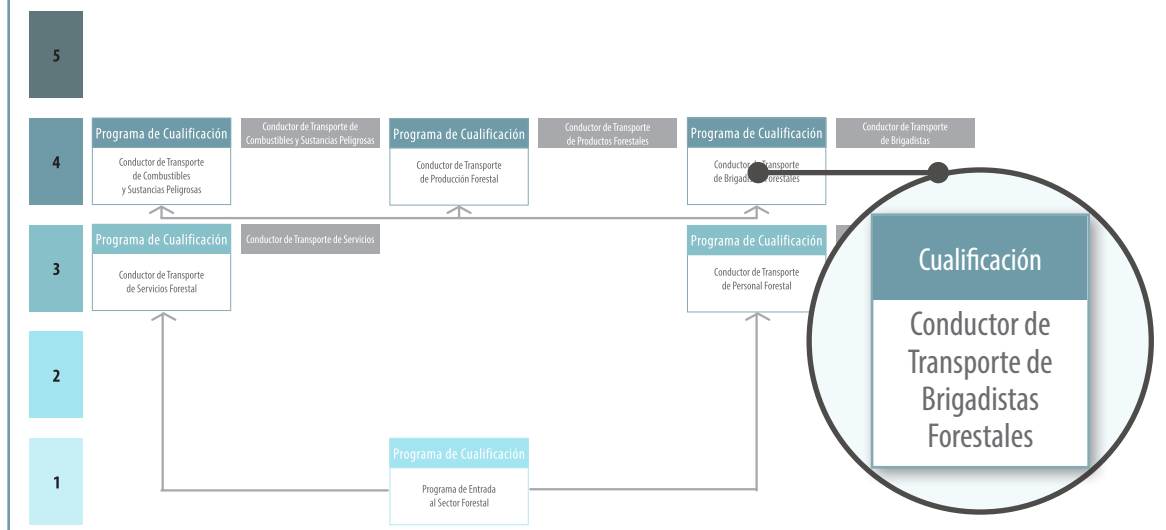 5
4
Programa de Cualificación
Conductor de Transporte
de Combustibles
y Sustancias Peligrosas
Conductor de Transporte de
Combustibles y Sustancias Peligrosas
Programa de Cualificación
Conductor de Transporte
de Producción Forestal
Conductor de Transporte
de Productos Forestales
Programa de Cualificación
Conductor de Transporte
de Brigadistas Forestales
Conductor de Transporte
de Brigadistas
3
Programa de Cualificación
Conductor de Transporte
de Servicios Forestal
Conductor de Transporte de Servicios
Programa de Cualificación
Conductor de Transporte
de Personal Forestal
Cualificación
Conductor de
Transporte de
Brigadistas
Forestales
2
1
Programa de Cualificación
Programa de Entrada
al Sector Forestal